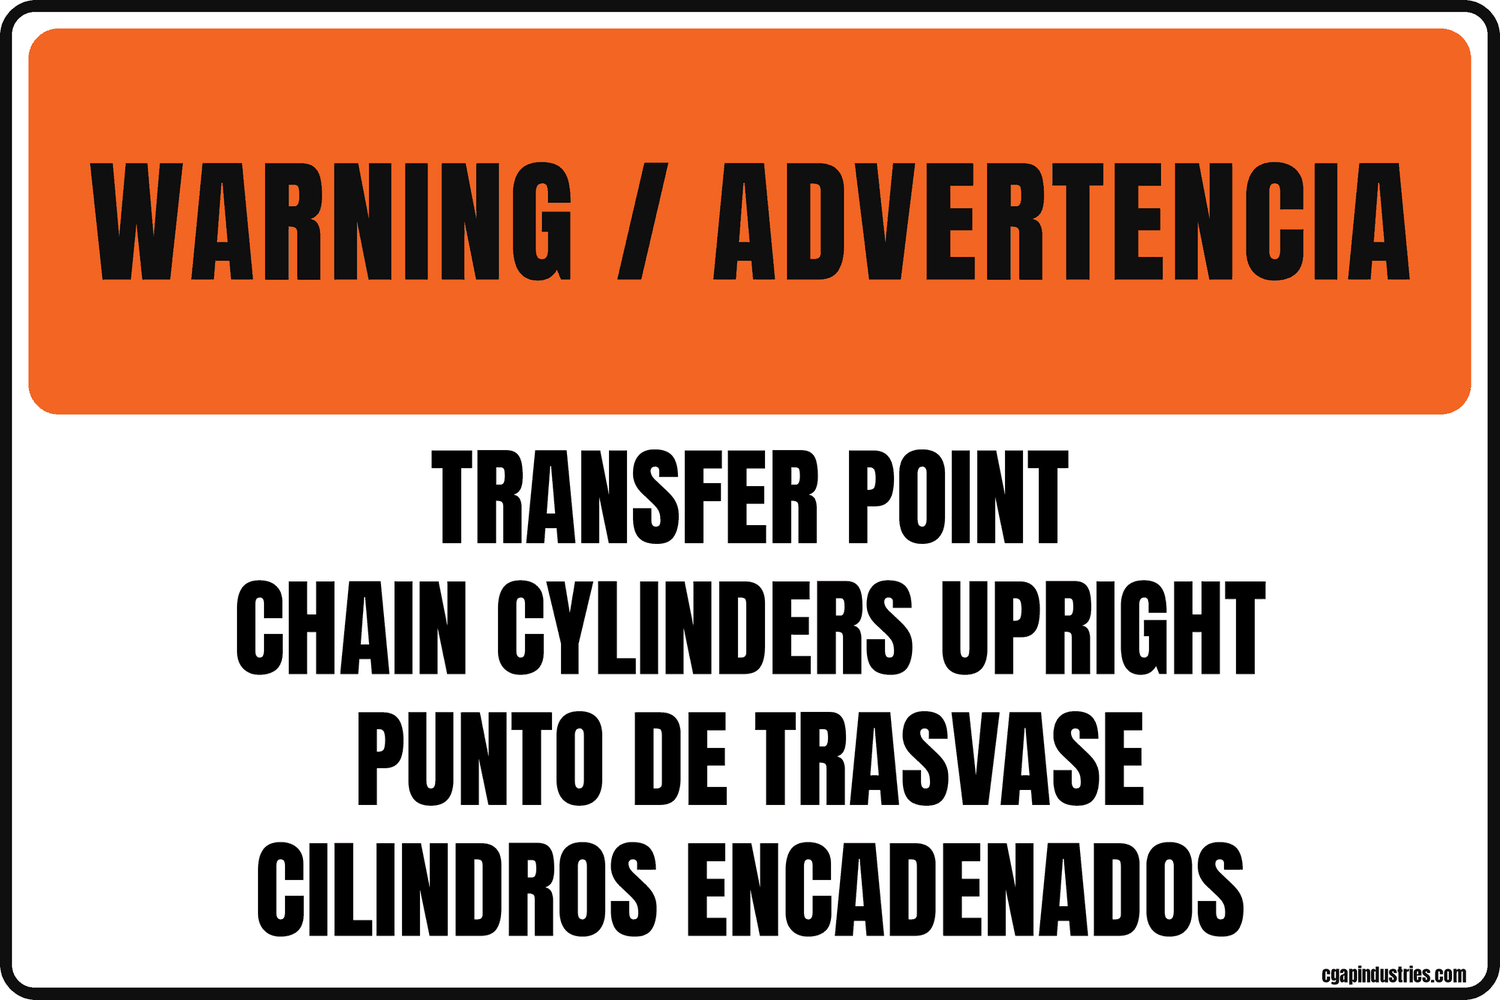 WARNING / ADVERTENCIA
TRANSFER POINT
CHAIN CYLINDERS UPRIGHT
PUNTO DE TRASVASE
CILINDROS ENCADENADOS
cgapindustries.com